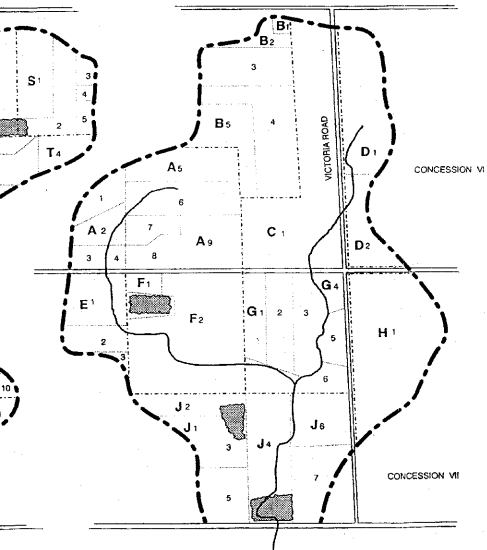 B1
B2
3
S1
3
4
B5
4
5
2
VICTORIA ROAD
T4
D1
A5
CONCESSION VI
1
6
A2
7
A9
C1
3
4
8
D2
F1
G4
E1
F2
G1
2
3
H1
5
2
3
1
6
10
J2
J1
J4
J6
3
7
CONCESSION VII
5